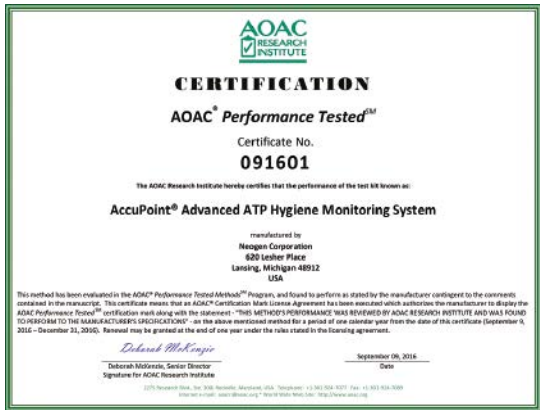 AOAC
RESEARCH
INSTITUTE
CERTIFICATION
AOAC® Performance Tested℠
Certificate No.
091601
The AOAC Research Institute hereby certifies that the performance of the test kit known as:
AccuPoint® Advanced ATP Hygiene Monitoring System
manufactured by
Neogen Corporation
620 Lesher Place
Lansing, Michigan 48912
USA
This method has been evaluated in the AOAC® Performance Tested Methods℠ Program, and found to perform as stated by the manufacturer contingent to the comments
contained in the manuscript. This certificate means that an AOAC® Certification Mark License Agreement has been executed which authorizes the manufacturer to display the
AOAC Performance Tested℠ certification mark along with the statement - "THIS METHOD'S PERFORMANCE WAS REVIEWED BY AOAC RESEARCH INSTITUTE AND WAS FOUND
TO PERFORM TO THE MANUFACTURER'S SPECIFICATIONS" - on the above mentioned method for a period of one calendar year from the date of this certificate (September 9,
2016 – December 31, 2016). Renewal may be granted at the end of one year under the rules stated in the licensing agreement.
Deborah McKenzie
September 09, 2016
Deborah McKenzie, Senior Director
Date
Signature for AOAC Research Institute
Rockville, Maryland, USA